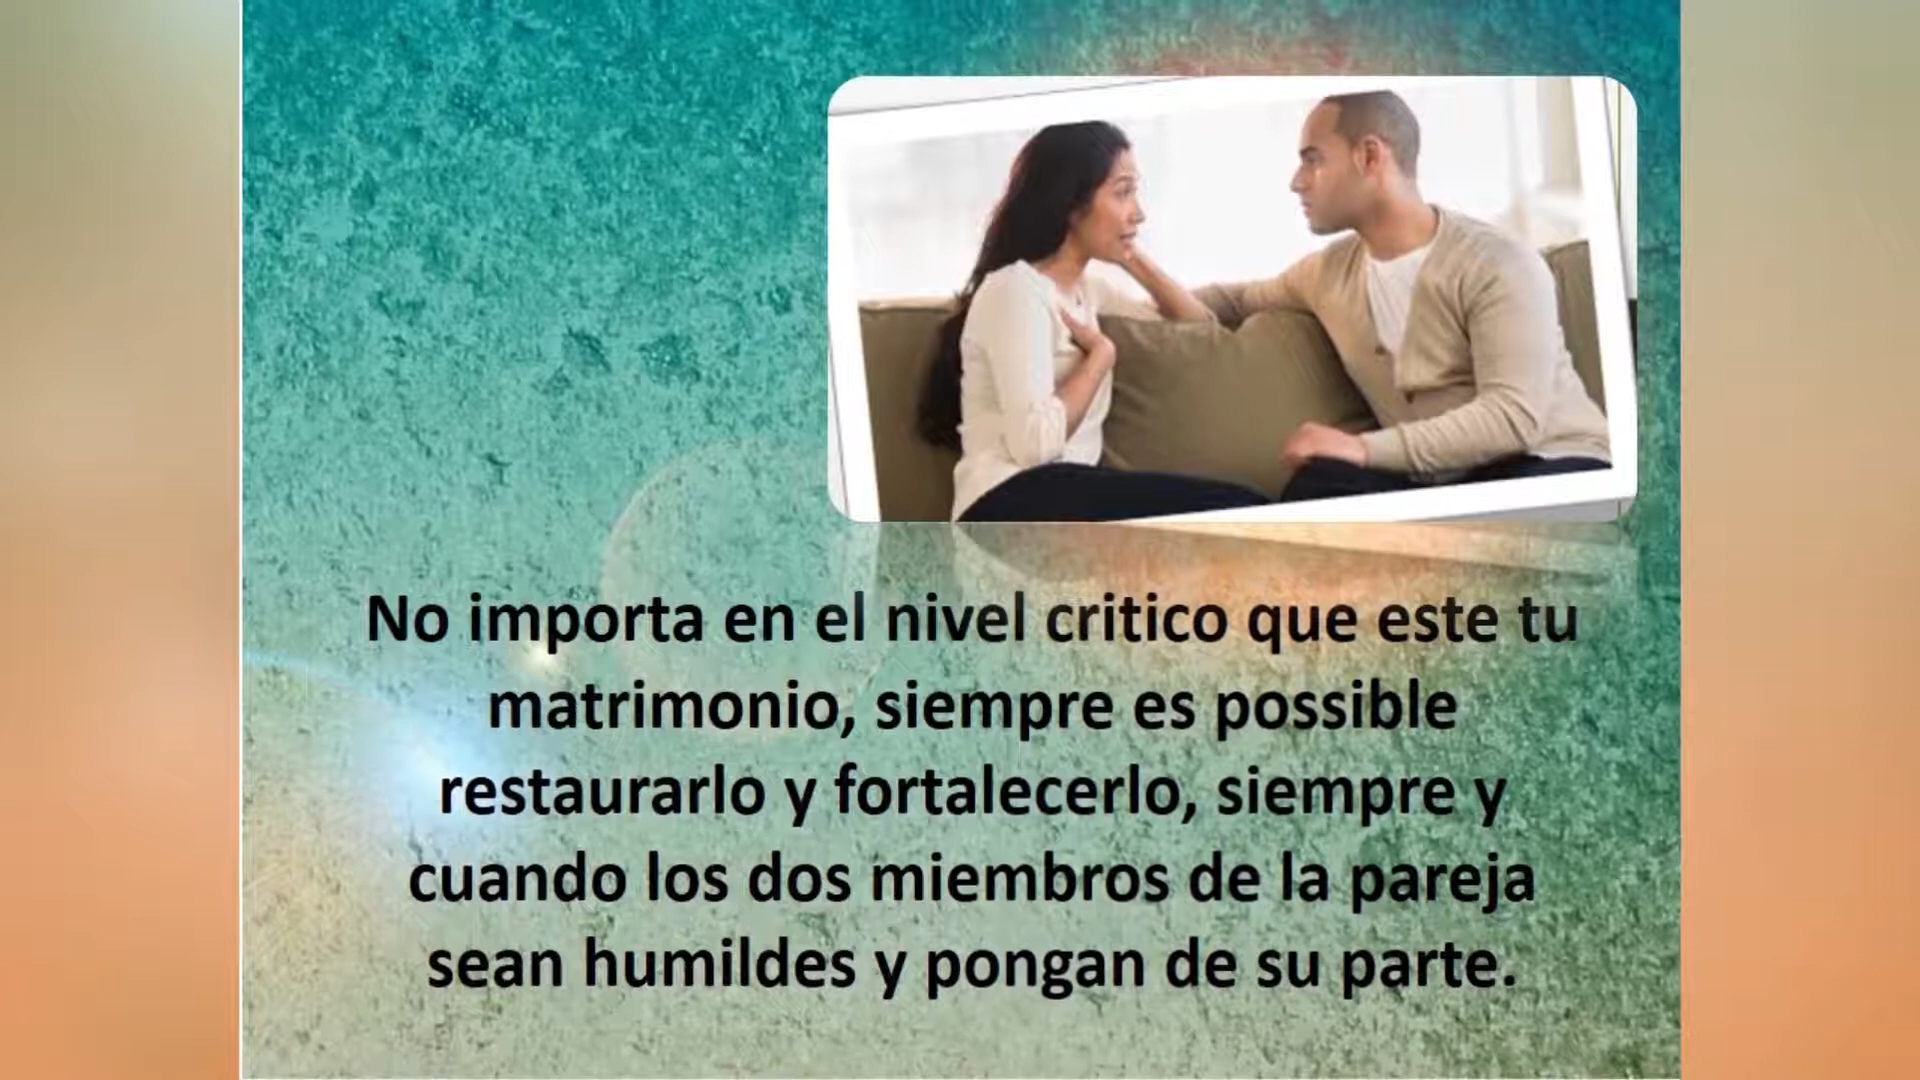 No importa en el nivel critico que este tu
matrimonio, siempre es possible
restaurarlo y fortalecerlo, siempre y
cuando los dos miembros de la pareja
sean humildes y pongan de su parte.